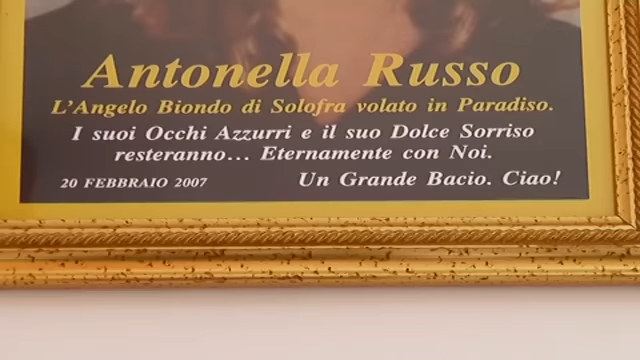 Antonella Russo
L'Angelo Biondo di Solofra volato in Paradiso.
I suoi Occhi Azzurri e il suo Dolce Sorriso
resteranno... Eternamente con Noi.
20 FEBBRAIO 2007 Un Grande Bacio. Ciao!